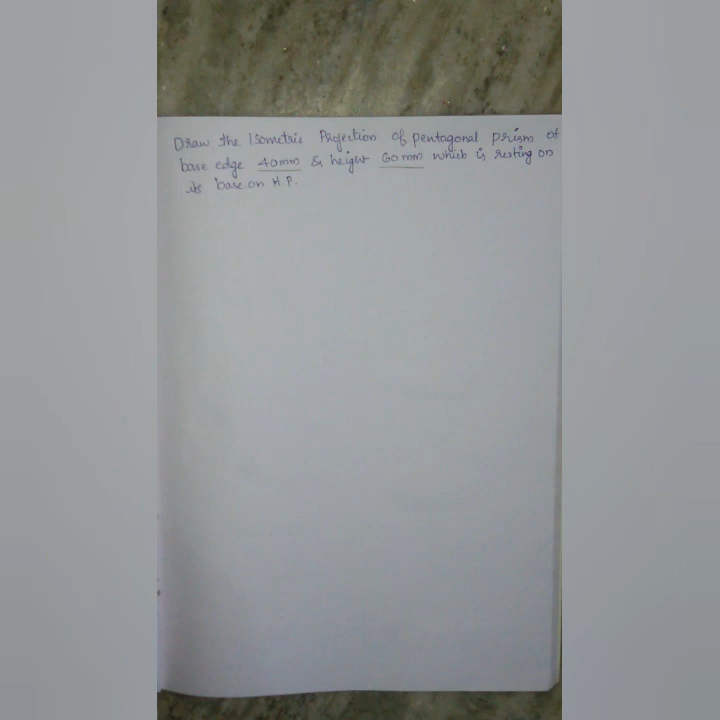 Draw the Isometric Projection of pentagonal prism of
base edge 40mm & height 60mm which is resting on
its base on H.P.